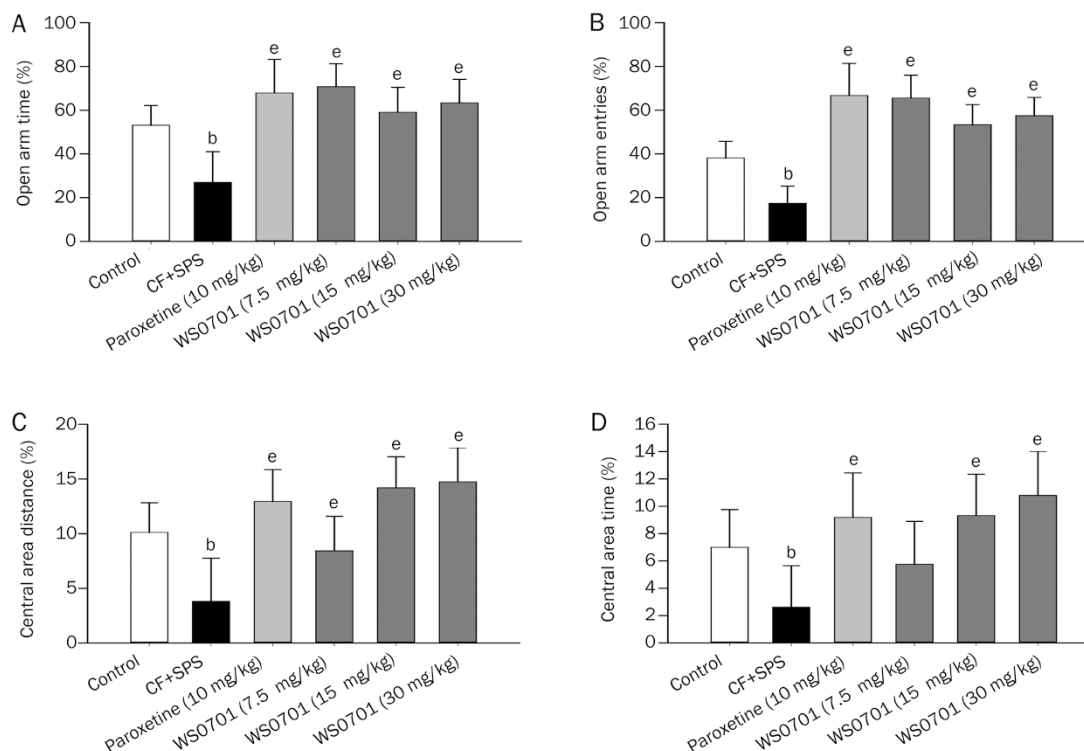 A
Open arm time (%)
100
80
60
40
20
0
b
e
e
e
e
Control
CF+SPS
Paroxetine (10 mg/kg)
WS0701 (7.5 mg/kg)
WS0701 (15 mg/kg)
WS0701 (30 mg/kg)
B
Open arm entries (%)
100
80
60
40
20
0
b
e
e
e
e
Control
CF+SPS
Paroxetine (10 mg/kg)
WS0701 (7.5 mg/kg)
WS0701 (15 mg/kg)
WS0701 (30 mg/kg)
C
Central area distance (%)
20
15
10
5
0
b
e
e
e
e
Control
CF+SPS
Paroxetine (10 mg/kg)
WS0701 (7.5 mg/kg)
WS0701 (15 mg/kg)
WS0701 (30 mg/kg)
D
Central area time (%)
16
14
12
10
8
6
4
2
0
b
e
e
e
Control
CF+SPS
Paroxetine (10 mg/kg)
WS0701 (7.5 mg/kg)
WS0701 (15 mg/kg)
WS0701 (30 mg/kg)